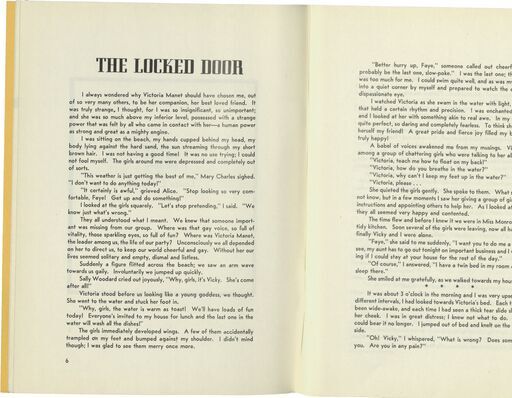 THE LOCKED DOOR
I always wondered why Victoria Manet should have chosen me, out
of so very many others, to be her companion, her best loved friend. It
was truly strange, I thought, for I was so insignificant, so unimportant;
and she was so much above my inferior level, possessed with a strange
power that was felt by all who came in contact with her—a human power
as strong and great as a mighty engine.
I was sitting on the beach, my hands cupped behind my head, my
body lying against the hard sand, the sun streaming through my short
brown hair. I was not having a good time! It was no use trying; I could
not fool myself. The girls around me were depressed and completely out
of sorts.
"This weather is just getting the best of me," Mary Charles sighed.
"I don't want to do anything today!"
"It certainly is awful," grieved Alice. "Stop looking so very com-
fortable, Faye! Get up and do something!"
I looked at the girls squarely. "Let's stop pretending," I said. "We
know just what's wrong."
They all understood what I meant. We knew that someone import-
ant was missing from our group. Where was that gay voice, so full of
vitality, those sparkling eyes, so full of fun? Where was Victoria Manet,
the leader among us, the life of our party? Unconsciously we all depended
on her to direct us, to keep our world cheerful and gay. Without her our
lives seemed solitary and empty, dismal and listless.
Suddenly a figure flitted across the beach; we saw an arm wave
towards us gaily. Involuntarily we jumped up quickly.
Sally Woodard cried out joyously, "Why, girls, it's Vicky. She's come
after all!"
Victoria stood before us looking like a young goddess, we thought.
She went to the water and stuck her foot in.
"Why, girls, the water is warm as toast! We'll have loads of fun
today! Everyone's invited to my house for lunch and the last one in the
water will wash all the dishes!"
The girls immediately developed wings. A few of them accidentally
trampled on my feet and bumped against my shoulder. I didn't mind
though; I was glad to see them merry once more.
6
"Better hurry up, Faye," someone called out cheerf
probably be the last one, slow-poke." I was the last one; th
was too much for me. I could swim quite well, and as was m
into a quiet corner by myself and prepared to watch the o
dispassionate eye.
I watched Victoria as she swam in the water with light,
that held a certain rhythm and precision. I was enchanted
and I looked at her with something akin to real awe. In my
quite perfect, so daring and completely fearless. To think sh
herself my friend! A great pride and fierce joy filled my b
truly happy!
A babel of voices awakened me from my musings. Vi
among a group of chattering girls who were talking to her all
"Victoria, teach me how to float on my back!"
"Victoria, how do you breathe in the water?"
"Victoria, why can't I keep my feet up in the water?"
"Victoria, please . . .
She quieted the girls gently. She spoke to them. What s
not know, but in a few moments I saw her giving a group of gi
instructions and appointing others to help her. As I looked at
they all seemed very happy and contented.
The time flew and before I knew it we were in Miss Monro
tidy kitchen. Soon several of the girls were leaving, now all ha
finally Vicky and I were alone.
"Faye," she said to me suddenly, "I want you to do me a
see, my aunt has to go out tonight on important business and I
ing if I could stay at your house for the rest of the day."
"Of course," I answered, "I have a twin bed in my room
sleep there."
She smiled at me gratefully, as we walked towards my hous
* * * *
It was about 3 o'clock in the morning and I was very upse
different intervals, I had looked towards Victoria's bed. Each t
been wide-awake, and each time I had seen a thick tear slide sl
her cheek. I was in great distress; I knew not what to do.
could bear it no longer. I jumped out of bed and knelt on the
side.
"Oh! Vicky," I whispered, "What is wrong? Does som
you. Are you in any pain?"